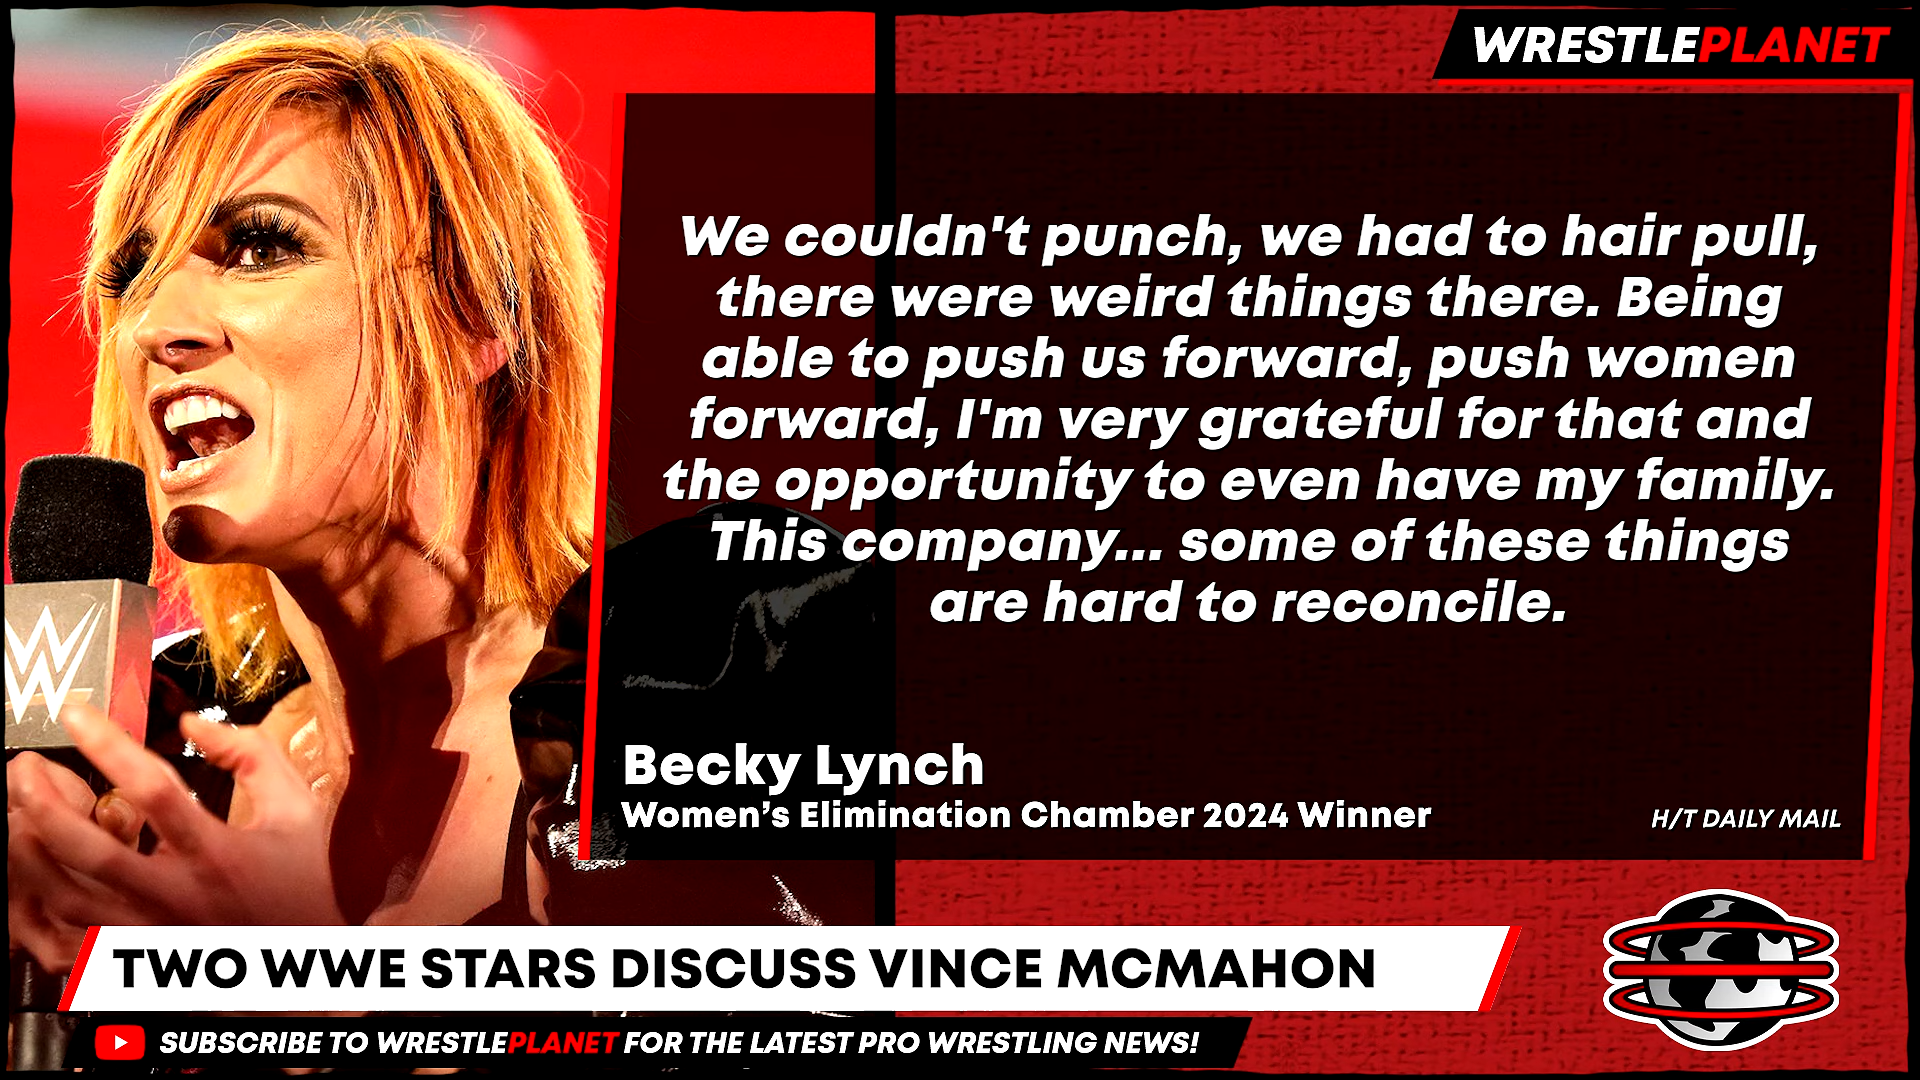 WRESTLEPLANET
We couldn't punch, we had to hair pull,
there were weird things there. Being
able to push us forward, push women
forward, I'm very grateful for that and
the opportunity to even have my family.
This company... some of these things
are hard to reconcile.
Becky Lynch
Women’s Elimination Chamber 2024 Winner
H/T DAILY MAIL
W
TWO WWE STARS DISCUSS VINCE MCMAHON
SUBSCRIBE TO WRESTLEPLANET FOR THE LATEST PRO WRESTLING NEWS!